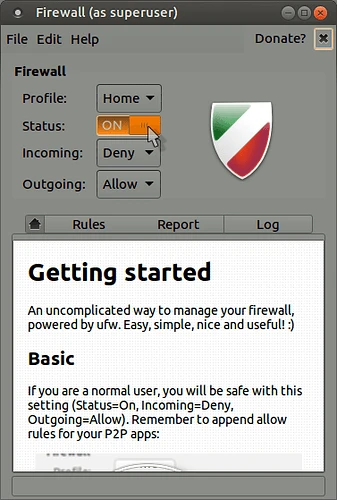 Firewall (as superuser)
File Edit Help Donate?
Firewall
Profile: Home
Status: ON
Incoming: Deny
Outgoing: Allow
Rules Report Log
Getting started
An uncomplicated way to manage your firewall,
powered by ufw. Easy, simple, nice and useful! :)
Basic
If you are a normal user, you will be safe with this
setting (Status=On, Incoming=Deny,
Outgoing=Allow). Remember to append allow
rules for your P2P apps: